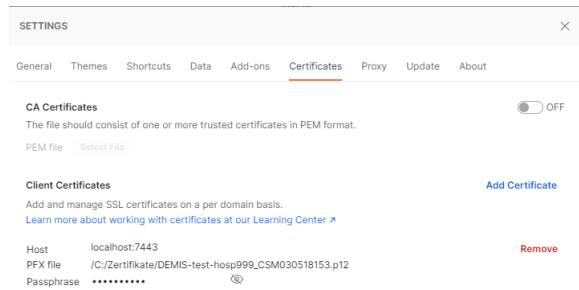 SETTINGS
General Themes Shortcuts Data Add-ons Certificates Proxy Update About
CA Certificates OFF
The file should consist of one or more trusted certificates in PEM format.
PEM file Select File
Client Certificates Add Certificate
Add and manage SSL certificates on a per domain basis.
Learn more about working with certificates at our Learning Center ↗
Host localhost:7443 Remove
PFX file /C:/Zertifikate/DEMIS-test-hosp999_CSM030518153.p12
Passphrase ••••••••••